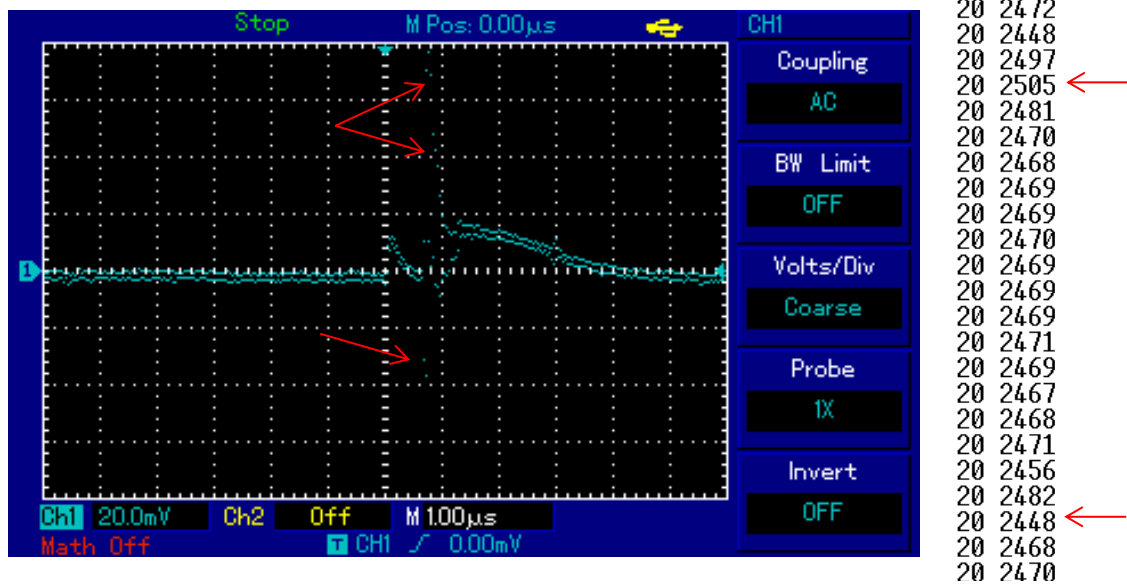 Stop M Pos: 0.00µs CH1
Coupling
AC
BW Limit
OFF
Volts/Div
Coarse
Probe
1X
Invert
OFF
1
Ch1 20.0mV Ch2 Off M 1.00µs
Math Off T CH1 0.00mV
20 2472
20 2448
20 2497
20 2505
20 2481
20 2470
20 2468
20 2469
20 2469
20 2470
20 2469
20 2469
20 2469
20 2471
20 2469
20 2467
20 2468
20 2471
20 2456
20 2482
20 2448
20 2468
20 2470